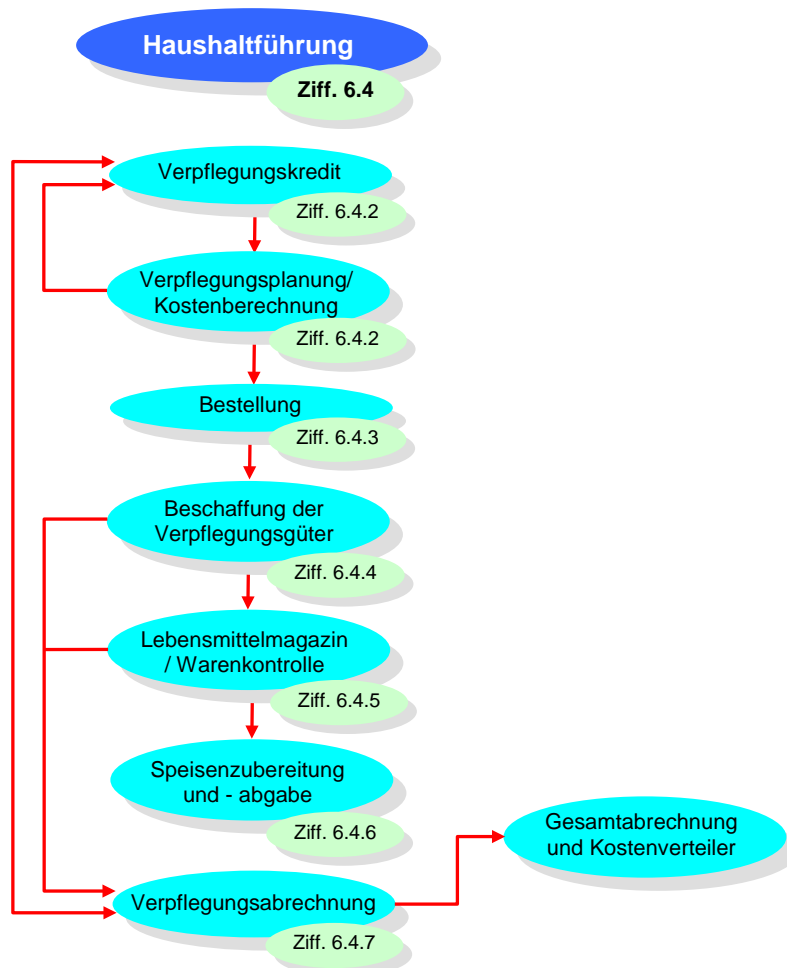 Haushaltführung
Ziff. 6.4
Verpflegungskredit
Ziff. 6.4.2
Verpflegungsplanung/
Kostenberechnung
Ziff. 6.4.2
Bestellung
Ziff. 6.4.3
Beschaffung der
Verpflegungsgüter
Ziff. 6.4.4
Lebensmittelmagazin
/ Warenkontrolle
Ziff. 6.4.5
Speisenzubereitung
und - abgabe
Ziff. 6.4.6
Gesamtabrechnung
und Kostenverteiler
Verpflegungsabrechnung
Ziff. 6.4.7